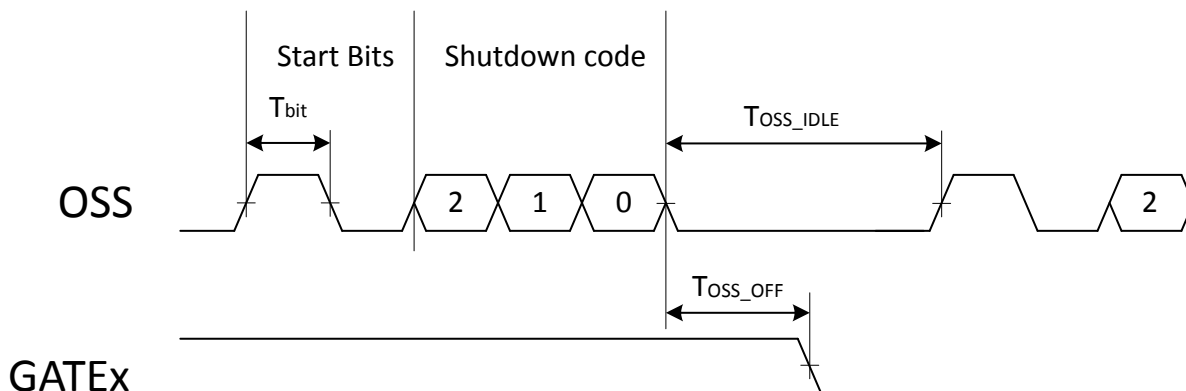 Start Bits
Shutdown code
Tbit
TOSS_IDLE
OSS
2
1
0
2
TOSS_OFF
GATEx